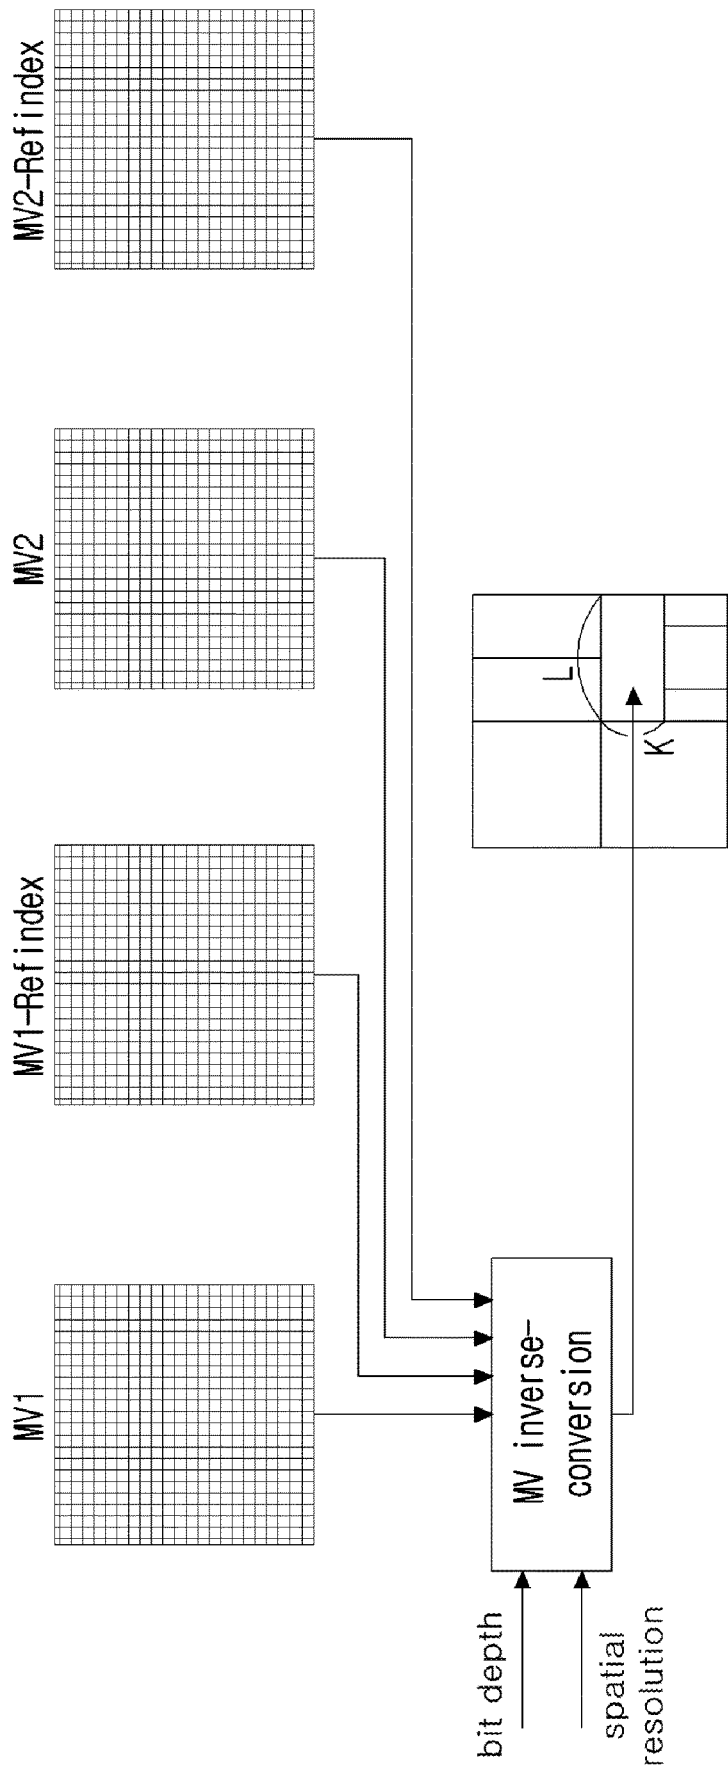 MV1
MV1-Refindex
MV2
MV2-Refindex
bit depth
spatial
resolution
MV inverse-
conversion
K
L